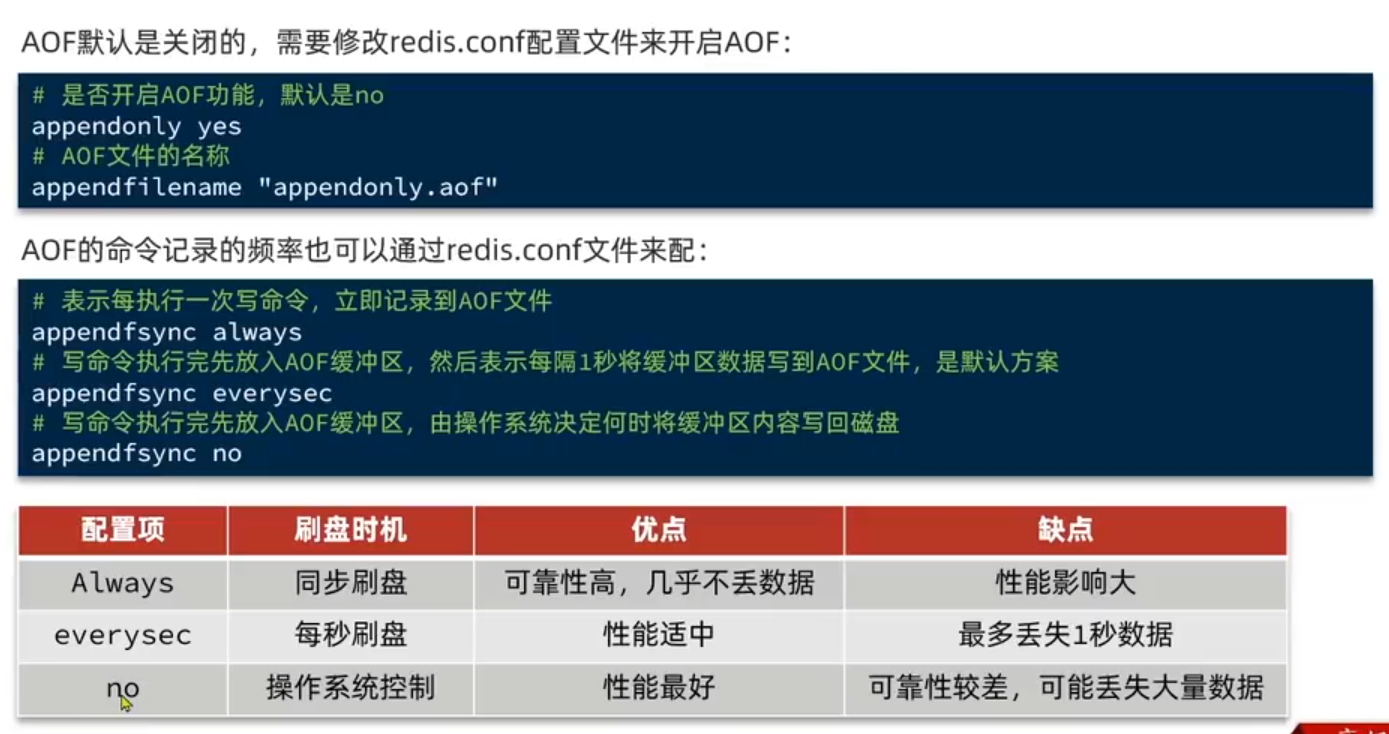 AOF默认是关闭的，需要修改redis.conf配置文件来开启AOF：
# 是否开启AOF功能，默认是no
appendonly yes
# AOF文件的名称
appendfilename "appendonly.aof"
AOF的命令记录的频率也可以通过redis.conf文件来配：
# 表示每执行一次写命令，立即记录到AOF文件
appendfsync always
# 写命令执行完先放入AOF缓冲区，然后表示每隔1秒将缓冲区数据写到AOF文件，是默认方案
appendfsync everysec
# 写命令执行完先放入AOF缓冲区，由操作系统决定何时将缓冲区内容写回磁盘
appendfsync no
配置项 刷盘时机 优点 缺点
Always 同步刷盘 可靠性高，几乎不丢数据 性能影响大
everysec 每秒刷盘 性能适中 最多丢失1秒数据
no 操作系统控制 性能最好 可靠性较差，可能丢失大量数据